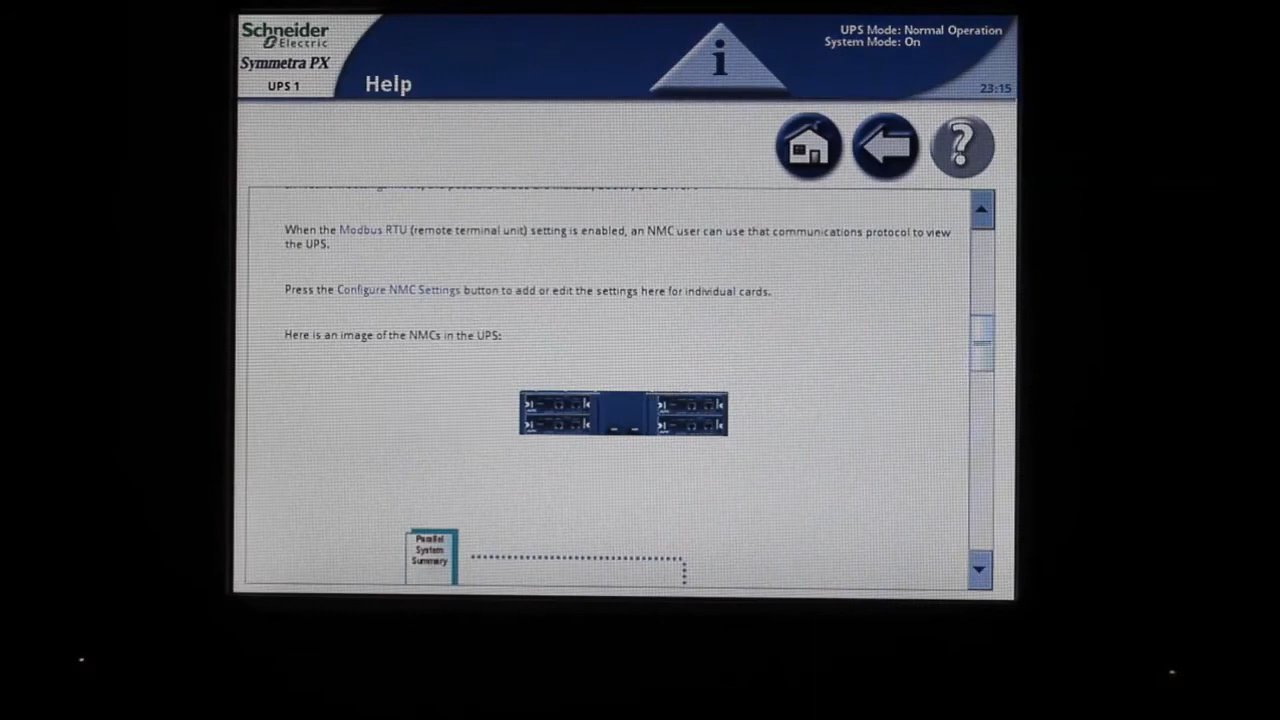 Schneider
Electric
Symmetra PX
UPS 1
Help
i
UPS Mode: Normal Operation
System Mode: On
23:15
?
When the Modbus RTU (remote terminal unit) setting is enabled, an NMC user can use that communications protocol to view
the UPS.
Press the Configure NMC Settings button to add or edit the settings here for individual cards.
Here is an image of the NMCs in the UPS:
Parallel
System
Summary